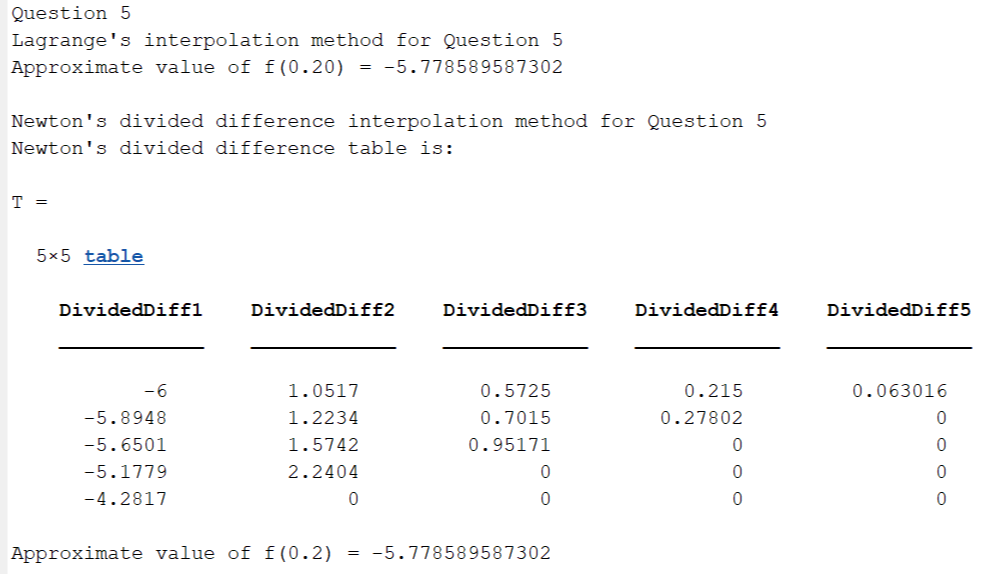 Question 5
Lagrange's interpolation method for Question 5
Approximate value of f(0.20) = -5.778589587302
Newton's divided difference interpolation method for Question 5
Newton's divided difference table is:
T =
5×5 table
DividedDiff1 DividedDiff2 DividedDiff3 DividedDiff4 DividedDiff5
-6 1.0517 0.5725 0.215 0.063016
-5.8948 1.2234 0.7015 0.27802 0
-5.6501 1.5742 0.95171 0 0
-5.1779 2.2404 0 0 0
-4.2817 0 0 0 0
Approximate value of f(0.2) = -5.778589587302